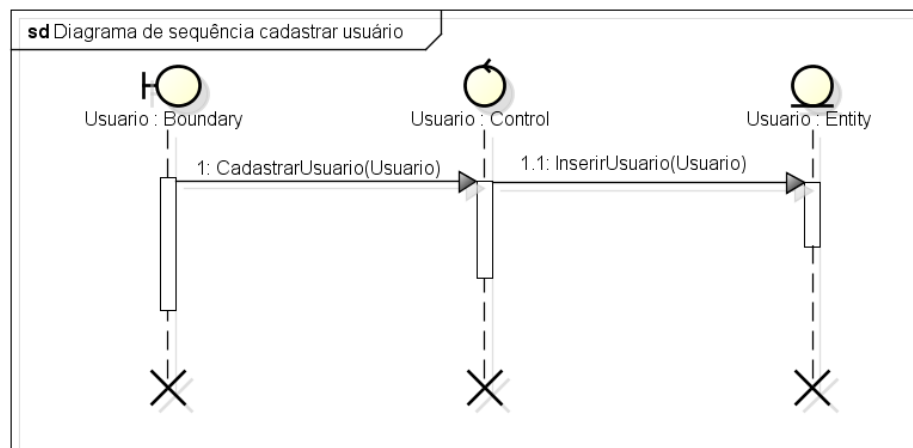 sd Diagrama de sequência cadastrar usuário
Usuario : Boundary
Usuario : Control
Usuario : Entity
1: CadastrarUsuario(Usuario)
1.1: InserirUsuario(Usuario)